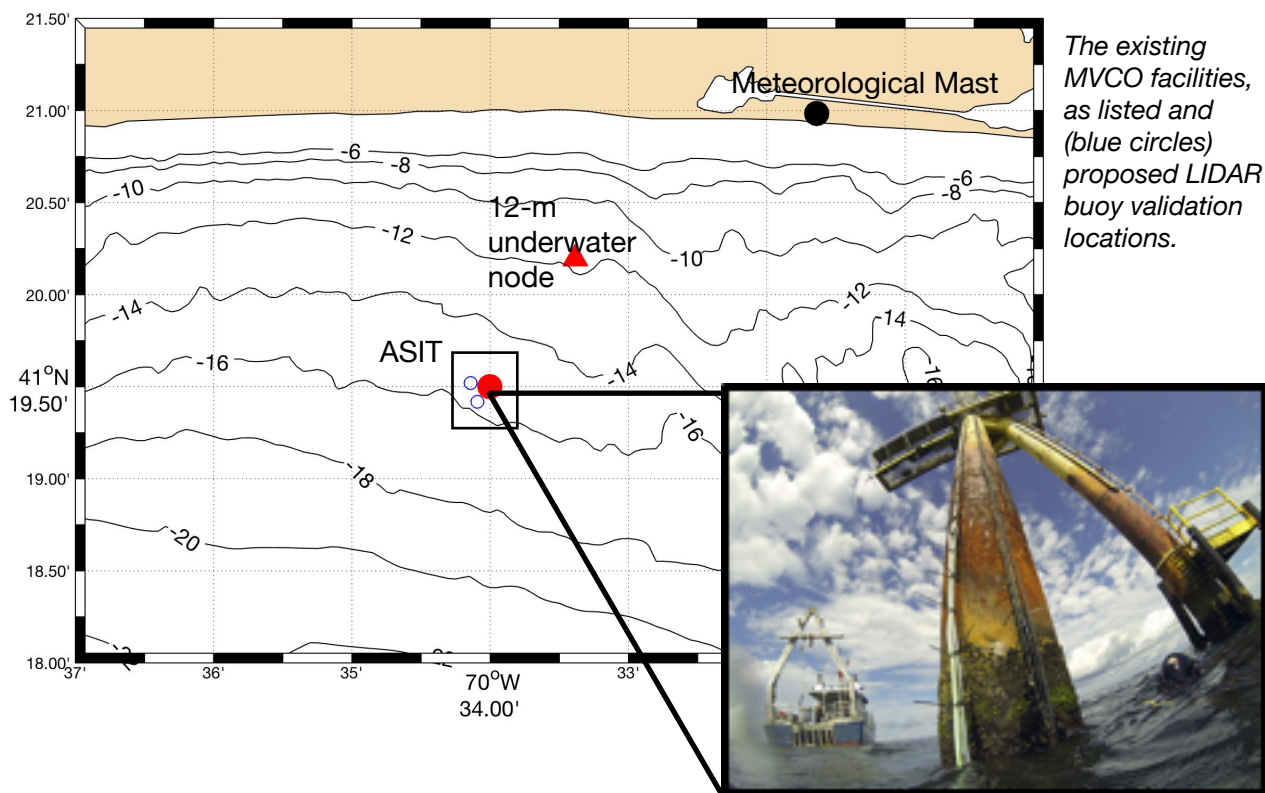 21.50'
The existing
MVCO facilities,
as listed and
(blue circles)
proposed LIDAR
buoy validation
locations.
Meteorological Mast
21.00'
-6
-8
-6
-10
-8
20.50'
12-m
underwater
node
-12
-10
20.00'
-12
-14
-14
ASIT
-16
-14
-16
41°N
19.50'
-16
-18
19.00'
-20
18.50'
18.00'
37'
36'
35'
70°W
34.00'
33'